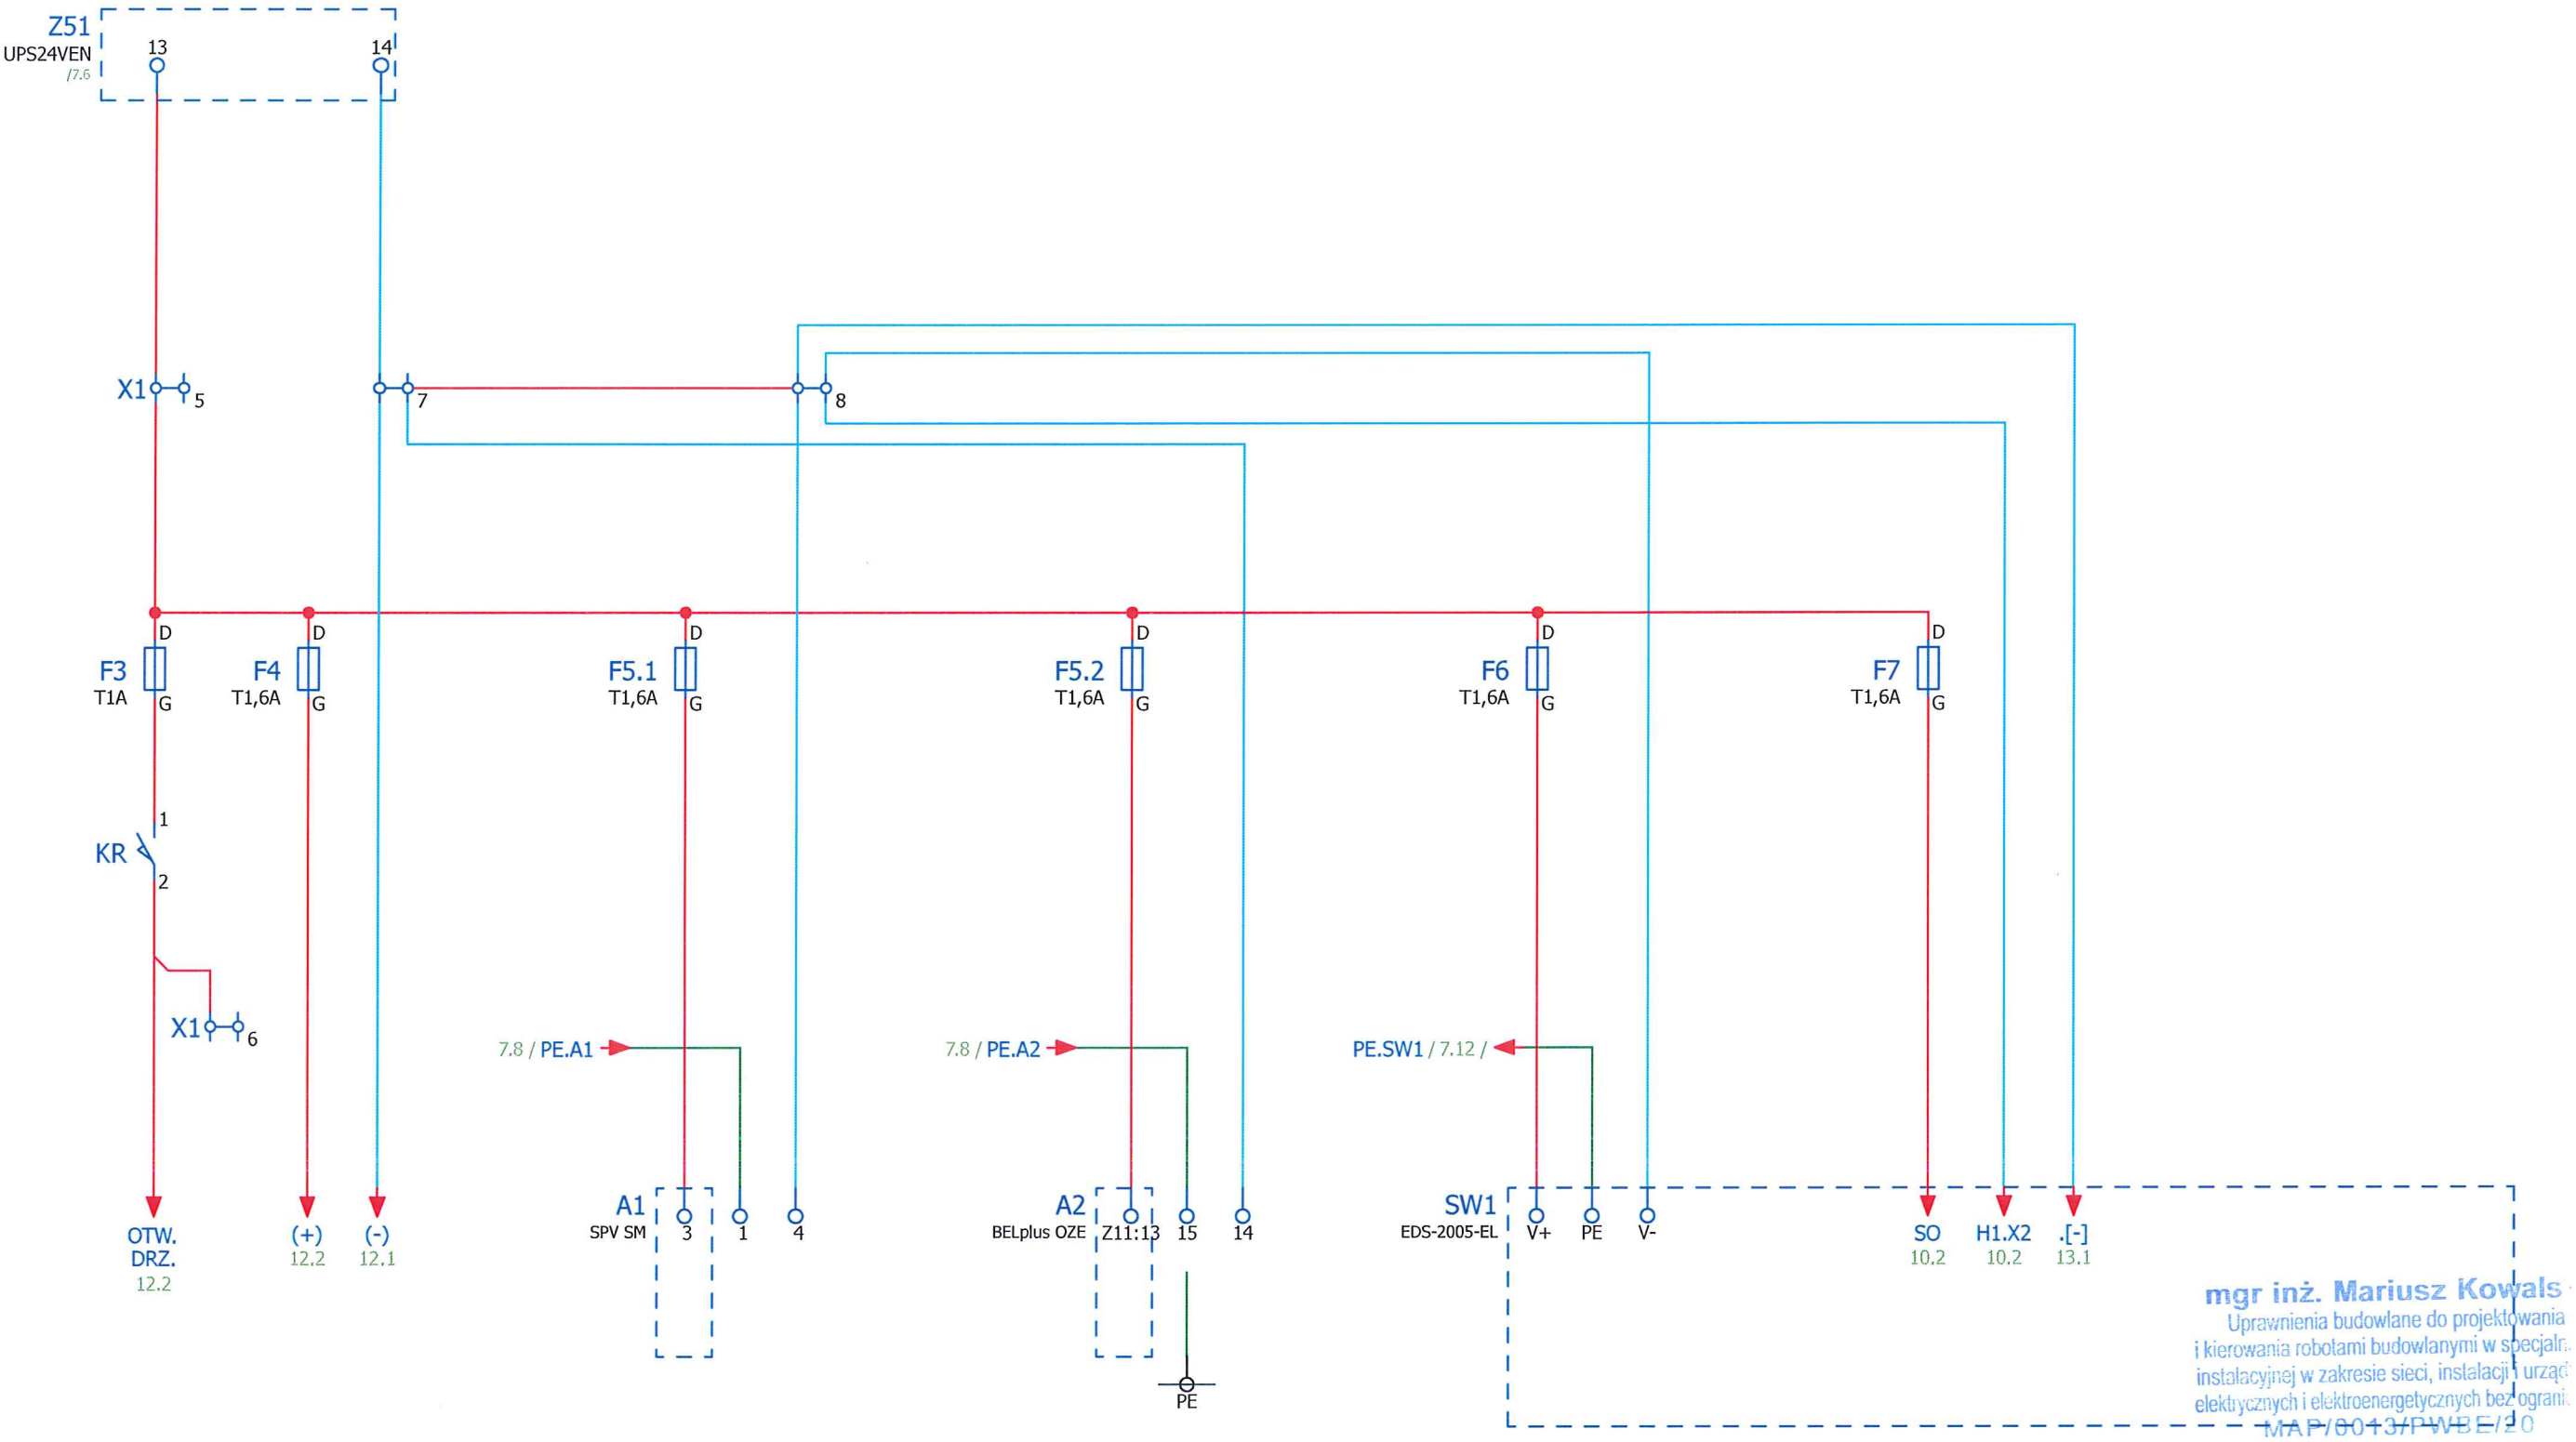 Z51
UPS24VEN
/7.6
13
14
X1
5
7
8
D
D
D
D
D
D
F3
T1A
F4
T1,6A
F5.1
T1,6A
F5.2
T1,6A
F6
T1,6A
F7
T1,6A
G
G
G
G
G
G
1
KR
2
X1
6
7.8 / PE.A1
7.8 / PE.A2
PE.SW1 / 7.12 /
OTW.
DRZ.
12.2
(+)
12.2
(-)
12.1
A1
SPV SM
3
1
4
A2
BELplus OZE
Z11:13
15
14
PE
SW1
EDS-2005-EL
V+
PE
V-
SO
10.2
H1.X2
10.2
.[-]
13.1
mgr inż. Mariusz Kowals
Uprawnienia budowlane do projektowania
i kierowania robotami budowlanymi w specjaln.
instalacyjnej w zakresie sieci, instalacji i urząd
elektrycznych i elektroenergetycznych bez ogranic
MAP/0013/PWBE/20